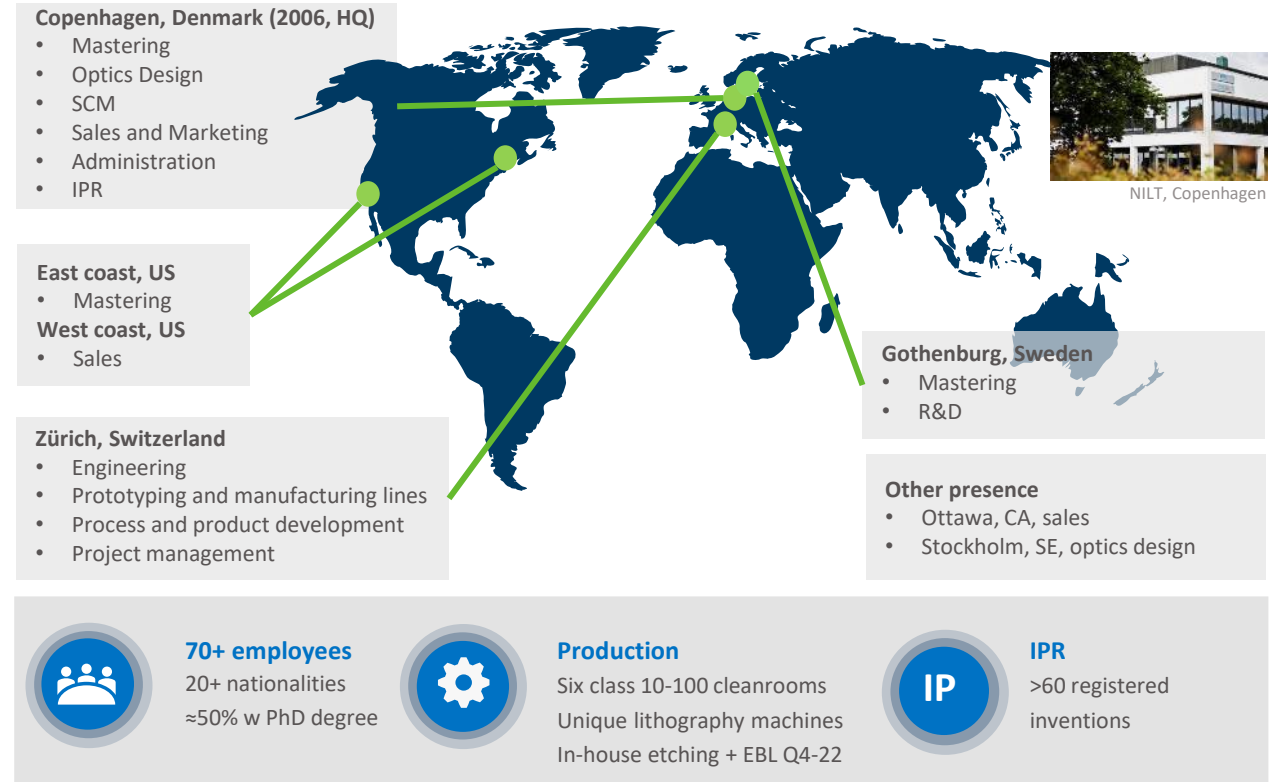 Copenhagen, Denmark (2006, HQ)
• Mastering
• Optics Design
• SCM
• Sales and Marketing
• Administration
• IPR
NILT, Copenhagen
East coast, US
• Mastering
West coast, US
• Sales
Gothenburg, Sweden
• Mastering
• R&D
Zürich, Switzerland
• Engineering
• Prototyping and manufacturing lines
• Process and product development
• Project management
Other presence
• Ottawa, CA, sales
• Stockholm, SE, optics design
70+ employees
20+ nationalities
≈50% w PhD degree
Production
Six class 10-100 cleanrooms
Unique lithography machines
In-house etching + EBL Q4-22
IP
IPR
>60 registered
inventions